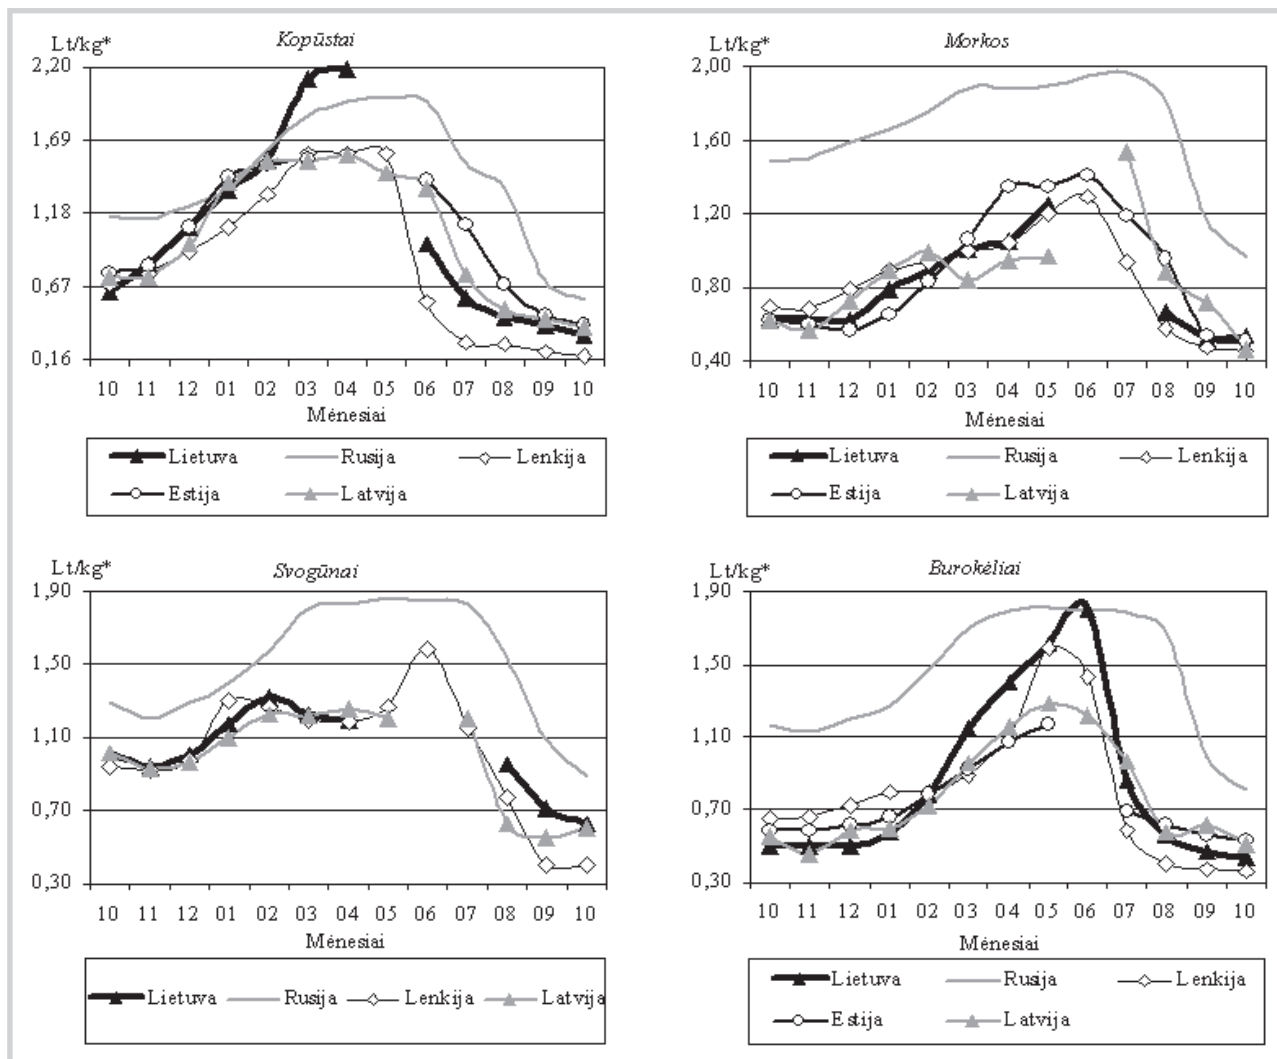 Kopūstai
Lt/kg*
2,20
1,69
1,18
0,67
0,16
10 11 12 01 02 03 04 05 06 07 08 09 10
Mėnesiai
Lietuva Rusija Lenkija
Estija Latvija
Morkos
Lt/kg*
2,00
1,60
1,20
0,80
0,40
10 11 12 01 02 03 04 05 06 07 08 09 10
Mėnesiai
Lietuva Rusija Lenkija
Estija Latvija
Svogūnai
Lt/kg*
1,90
1,50
1,10
0,70
0,30
10 11 12 01 02 03 04 05 06 07 08 09 10
Mėnesiai
Lietuva Rusija Lenkija Latvija
Burokėliai
Lt/kg*
1,90
1,50
1,10
0,70
0,30
10 11 12 01 02 03 04 05 06 07 08 09 10
Mėnesiai
Lietuva Rusija Lenkija
Estija Latvija